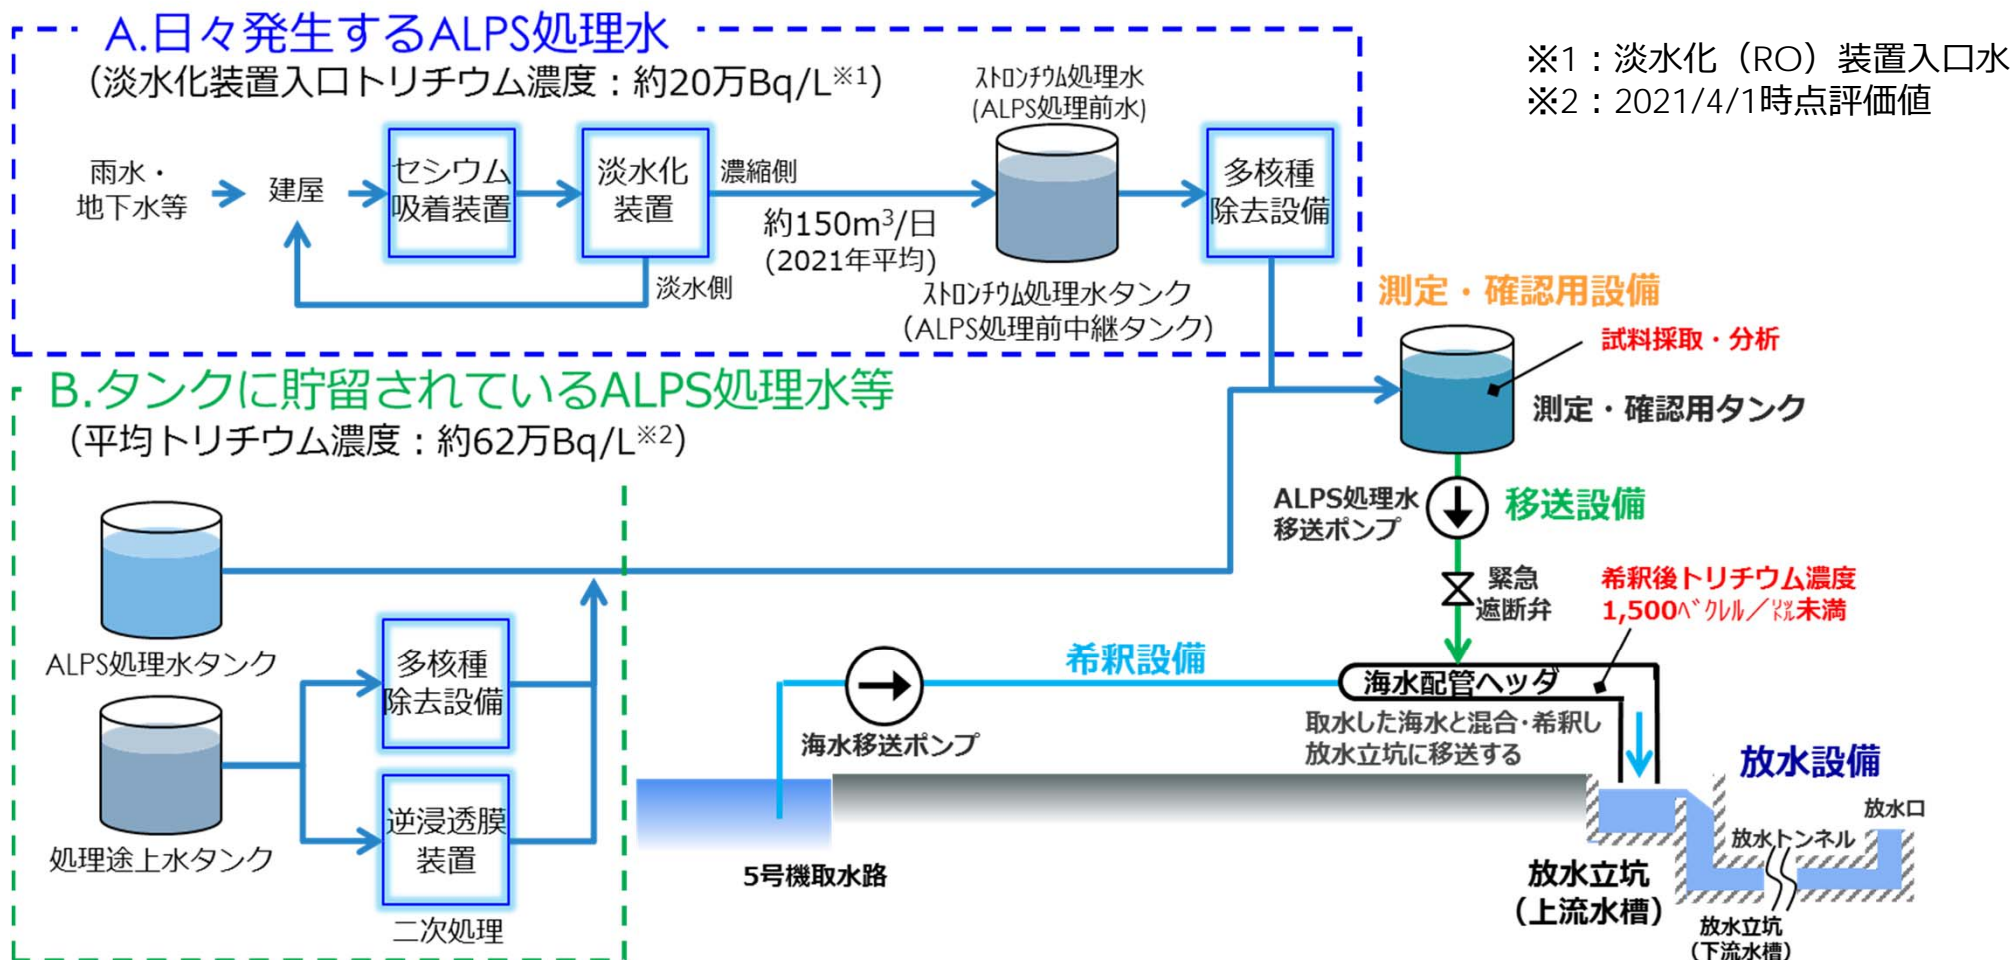 A.日々発生するALPS処理水
（淡水化装置入口トリチウム濃度：約20万Bq/L※1）
※1：淡水化（RO）装置入口水
※2：2021/4/1時点評価値
雨水・
地下水等
建屋
セシウム
吸着装置
淡水化
装置
濃縮側
約150m3/日
(2021年平均)
淡水側
ｽﾄﾛﾝﾁｳﾑ処理水
(ALPS処理前水)
ｽﾄﾛﾝﾁｳﾑ処理水タンク
（ALPS処理前中継タンク）
多核種
除去設備
B.タンクに貯留されているALPS処理水等
（平均トリチウム濃度：約62万Bq/L※2）
ALPS処理水タンク
処理途上水タンク
多核種
除去設備
逆浸透膜
装置
二次処理
測定・確認用設備
試料採取・分析
測定・確認用タンク
ALPS処理水
移送ポンプ
移送設備
緊急
遮断弁
希釈後トリチウム濃度
1,500ﾍﾞｸﾚﾙ／㍑未満
希釈設備
海水移送ポンプ
海水配管ヘッダ
取水した海水と混合・希釈し
放水立坑に移送する
5号機取水路
放水設備
放水口
放水トンネル
放水立坑
（上流水槽）
放水立坑
（下流水槽）